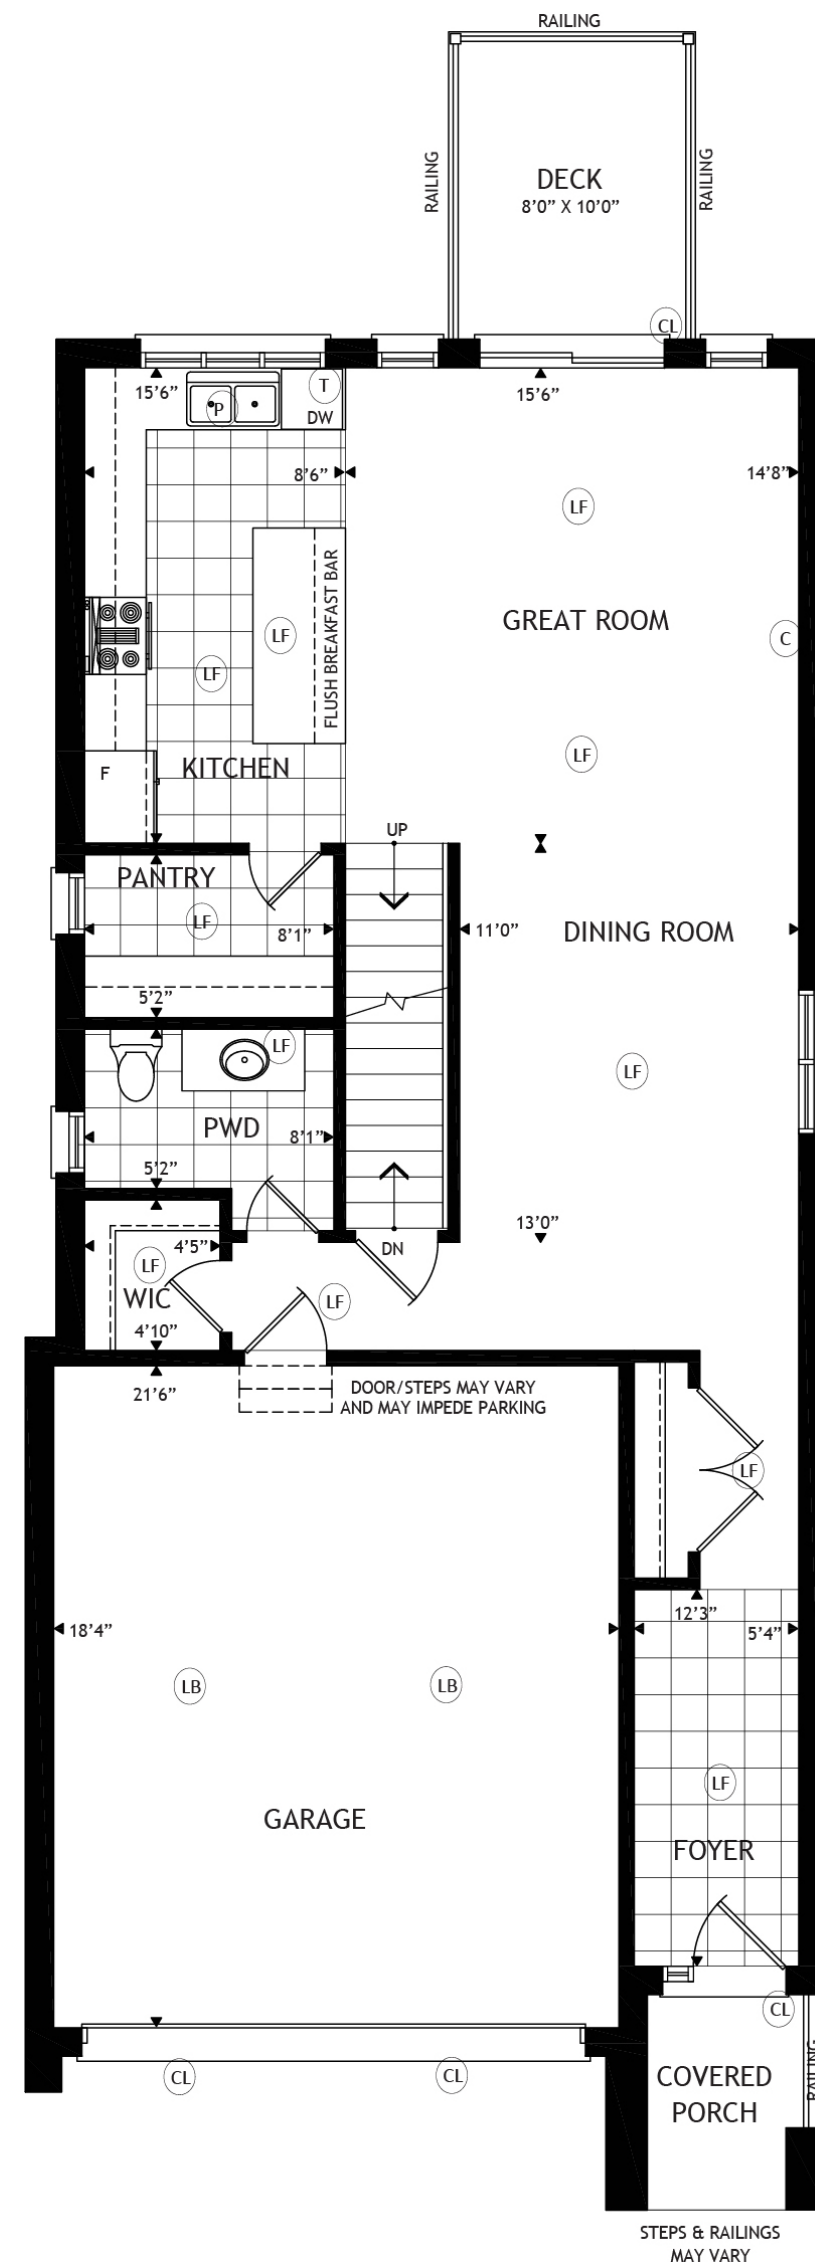 RAILING
RAILING
RAILING
DECK
8’0” X 10’0”
CL
15’6”
P
T
DW
15’6”
8’6”
14’8”
LF
GREAT ROOM
FLUSH BREAKFAST BAR
LF
C
LF
LF
F
KITCHEN
UP
PANTRY
LF
8’1”
11’0”
DINING ROOM
5’2”
LF
LF
PWD
8’1”
5’2”
13’0”
4’5”
DN
LF
WIC
LF
4’10”
21’6”
DOOR/STEPS MAY VARY
AND MAY IMPEDE PARKING
LF
12’3”
18’4”
5’4”
LB
LB
LF
GARAGE
FOYER
CL
CL
CL
COVERED
PORCH
RAILING
STEPS & RAILINGS
MAY VARY